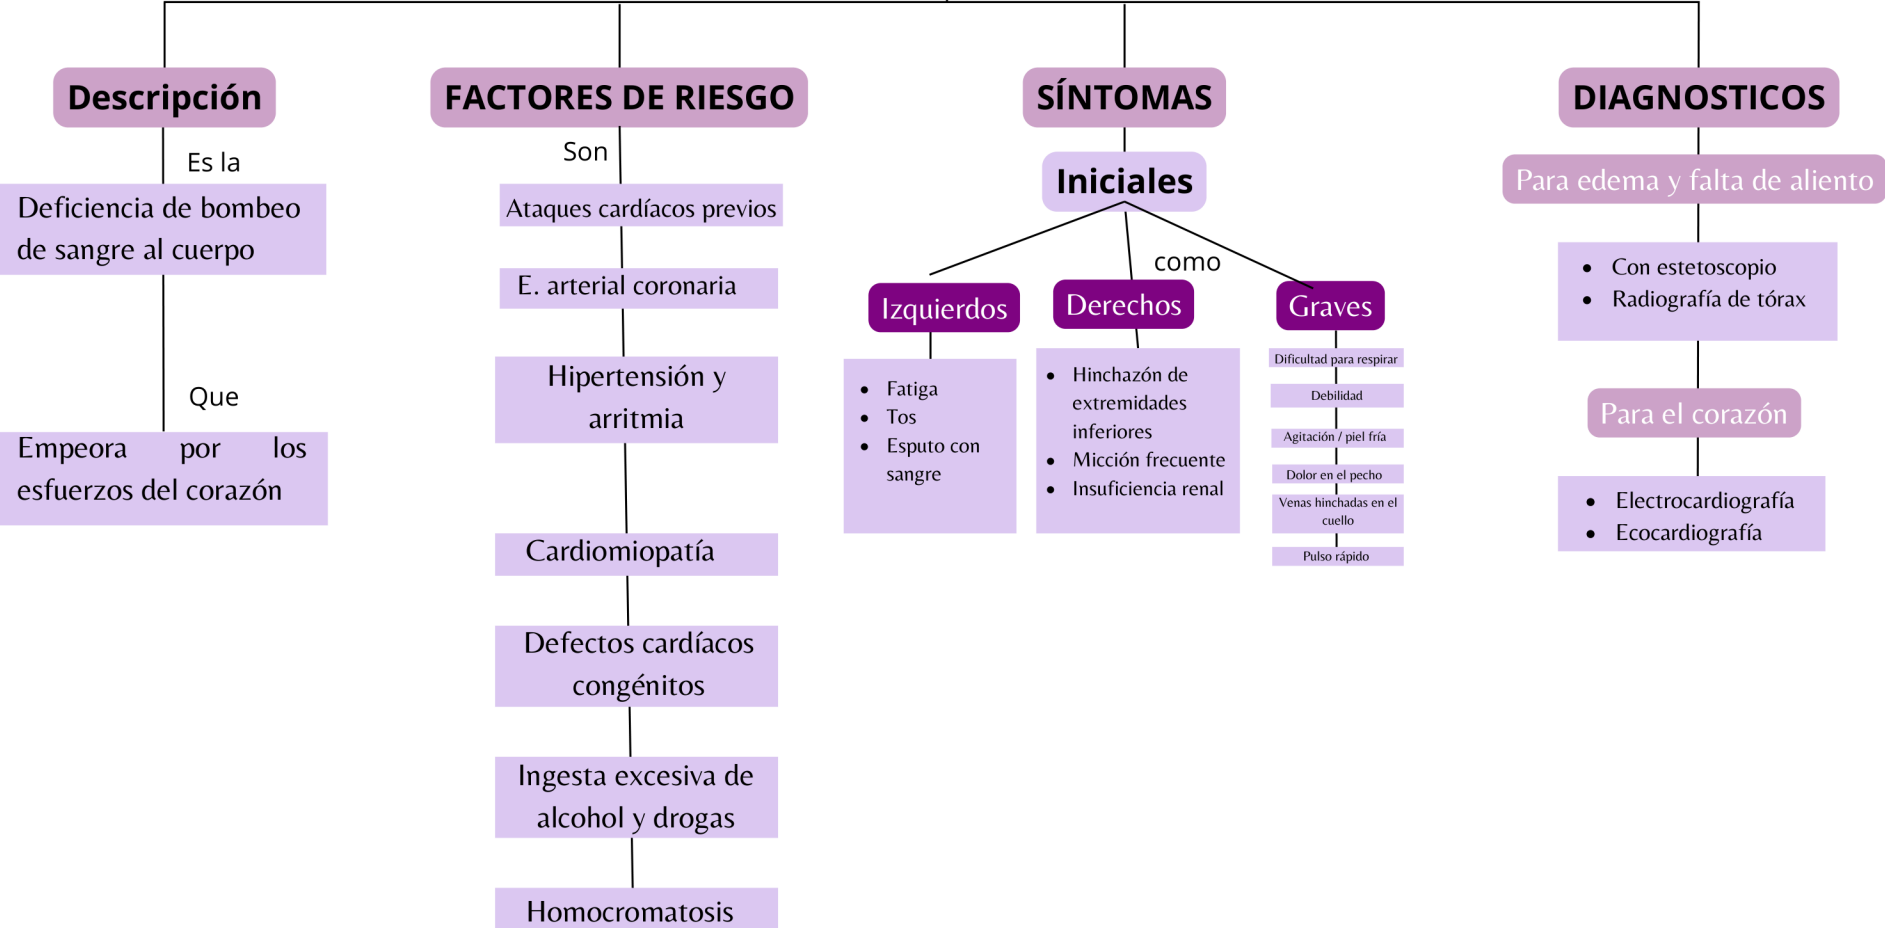 Descripción
Es la
Deficiencia de bombeo
de sangre al cuerpo
Que
Empeora por los
esfuerzos del corazón
FACTORES DE RIESGO
Son
Ataques cardíacos previos
E. arterial coronaria
Hipertensión y
arritmia
Cardiomiopatía
Defectos cardíacos
congénitos
Ingesta excesiva de
alcohol y drogas
Homocromatosis
SÍNTOMAS
Iniciales
como
Izquierdos
• Fatiga
• Tos
• Esputo con
sangre
Derechos
• Hinchazón de
extremidades
inferiores
• Micción frecuente
• Insuficiencia renal
Graves
Dificultad para respirar
Debilidad
Agitación / piel fría
Dolor en el pecho
Venas hinchadas en el
cuello
Pulso rápido
DIAGNOSTICOS
Para edema y falta de aliento
• Con estetoscopio
• Radiografía de tórax
Para el corazón
• Electrocardiografía
• Ecocardiografía